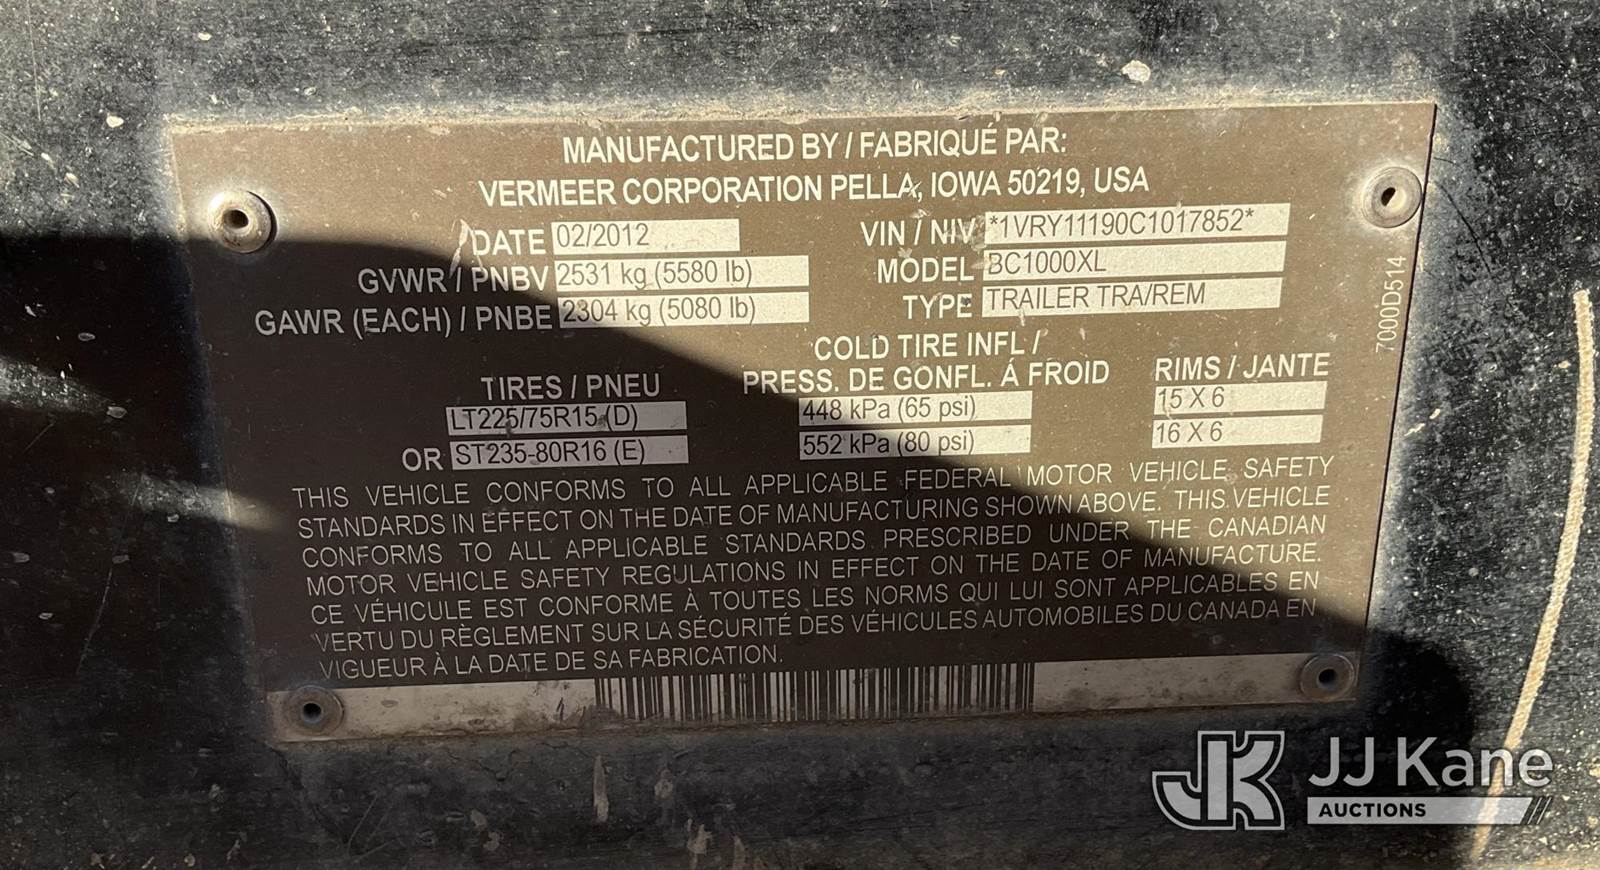 MANUFACTURED BY / FABRIQUÉ PAR:
VERMEER CORPORATION PELLA, IOWA 50219, USA
DATE 02/2012 VIN / NIV *1VRY11190C1017852*
GVWR / PNBV 2531 kg (5580 lb) MODEL BC1000XL
GAWR (EACH) / PNBE 2304 kg (5080 lb) TYPE TRAILER TRA/REM
COLD TIRE INFL /
TIRES / PNEU PRESS. DE GONFL. Á FROID RIMS / JANTE
LT225/75R15 (D) 448 kPa (65 psi) 15 X 6
OR ST235-80R16 (E) 552 kPa (80 psi) 16 X 6
THIS VEHICLE CONFORMS TO ALL APPLICABLE FEDERAL MOTOR VEHICLE SAFETY
STANDARDS IN EFFECT ON THE DATE OF MANUFACTURING SHOWN ABOVE. THIS VEHICLE
CONFORMS TO ALL APPLICABLE STANDARDS PRESCRIBED UNDER THE CANADIAN
MOTOR VEHICLE SAFETY REGULATIONS IN EFFECT ON THE DATE OF MANUFACTURE.
CE VÉHICULE EST CONFORME À TOUTES LES NORMS QUI LUI SONT APPLICABLES EN
VERTU DU RÈGLEMENT SUR LA SÉCURITÉ DES VÉHICULES AUTOMOBILES DU CANADA EN
VIGUEUR À LA DATE DE SA FABRICATION.
7000D514
JK JJ Kane
AUCTIONS